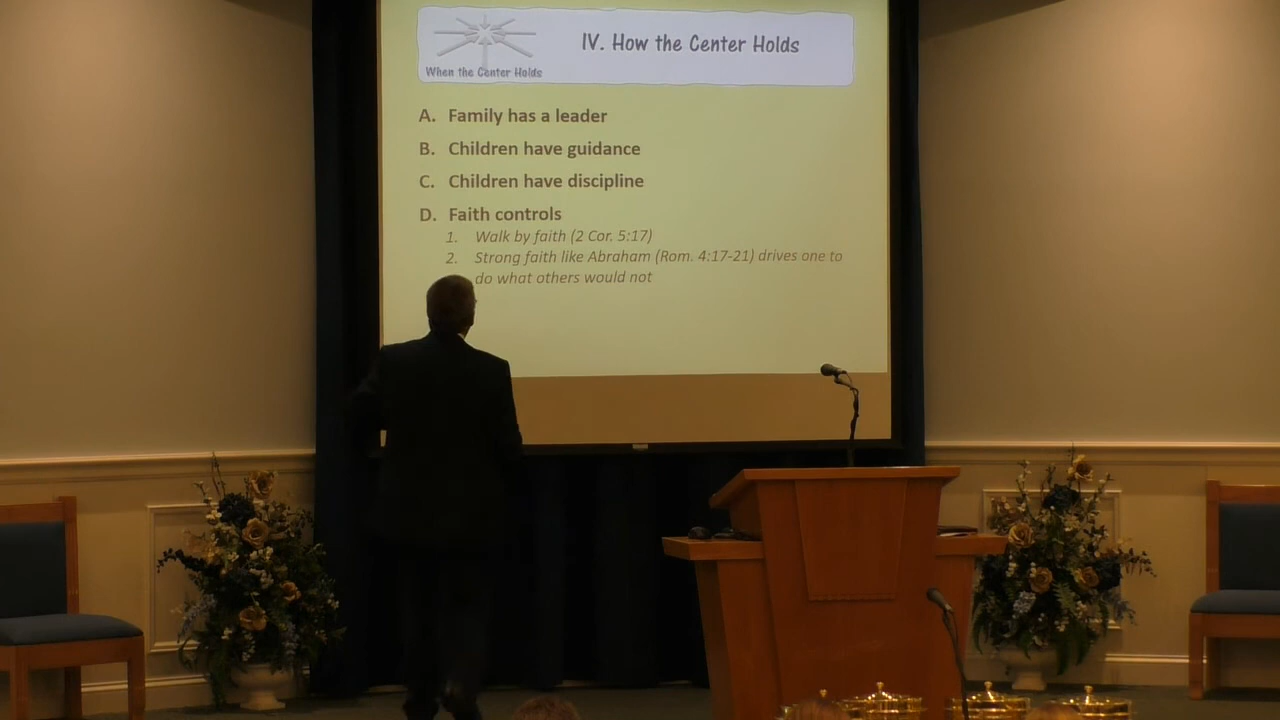 IV. How the Center Holds
When the Center Holds
A. Family has a leader
B. Children have guidance
C. Children have discipline
D. Faith controls
1. Walk by faith (2 Cor. 5:17)
2. Strong faith like Abraham (Rom. 4:17-21) drives one to
do what others would not